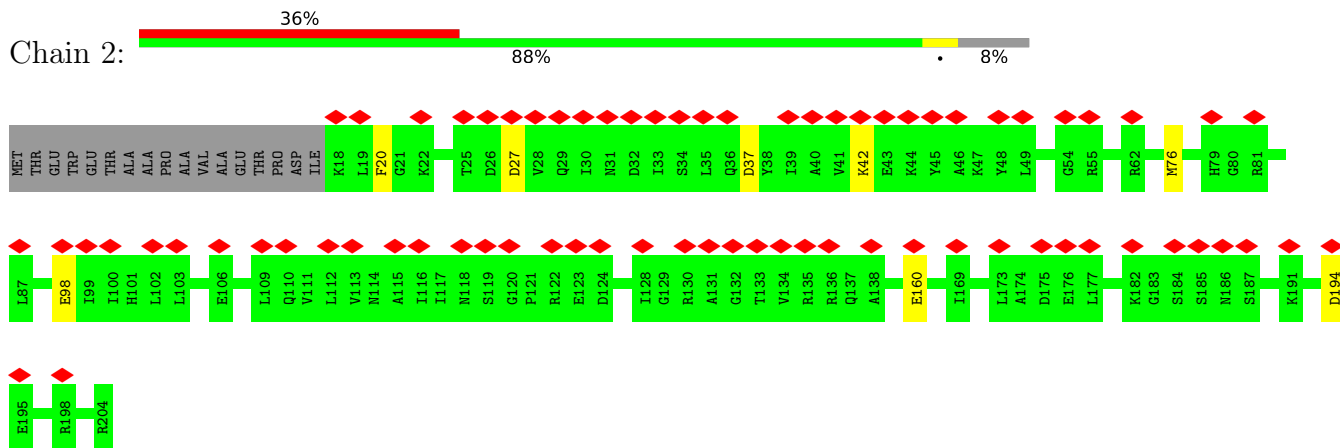 36%
Chain 2:
88%
•
8%
MET THR GLU TRP GLU THR ALA ALA PRO ALA VAL ALA GLU THR PRO ASP ILE K18 L19 F20 G21 K22 T25 D26 D27 V28 Q29 I30 N31 D32 I33 S34 L35 Q36 D37 Y38 I39 A40 V41 K42 E43 K44 Y45 A46 K47 Y48 L49 G54 R55 R62 M76 H79 G80 R81
L87 E98 I99 I100 H101 L102 L103 E106 L109 Q110 V111 L112 V113 N114 A115 I116 I117 N118 S119 G120 P121 R122 E123 D124 I128 G129 R130 A131 G132 T133 V134 R135 R136 Q137 A138 E160 I169 L173 A174 D175 E176 L177 K182 G183 S184 S185 N186 S187 K191 D194
E195 R198 R204